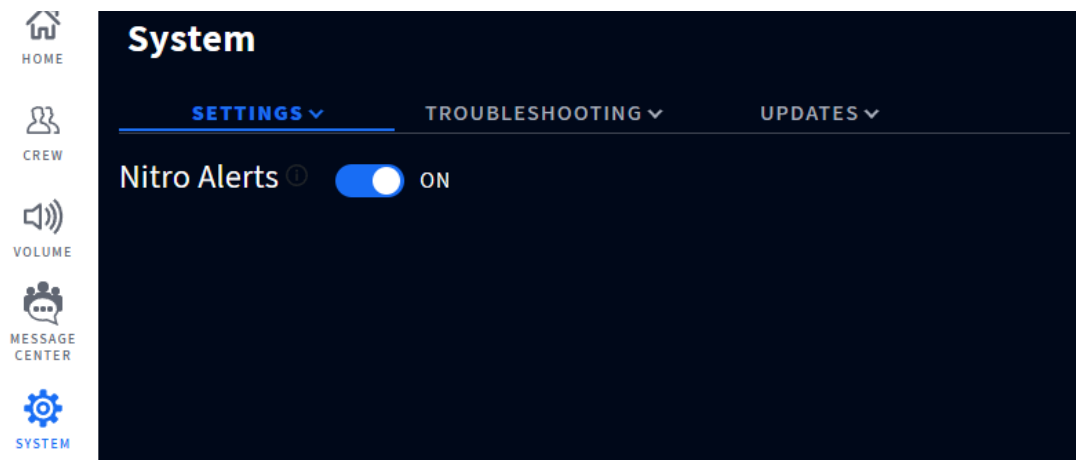 HOME
CREW
VOLUME
MESSAGE
CENTER
SYSTEM
System
SETTINGS
TROUBLESHOOTING
UPDATES
Nitro Alerts
ON